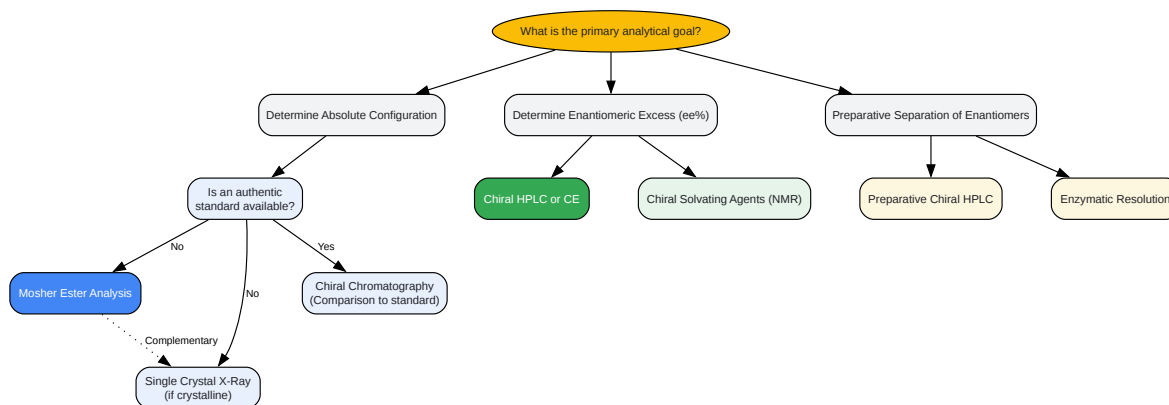 What is the primary analytical goal?
Determine Absolute Configuration
Determine Enantiomeric Excess (ee%)
Preparative Separation of Enantiomers
Is an authentic
standard available?
Chiral HPLC or CE
Chiral Solvating Agents (NMR)
Preparative Chiral HPLC
Enzymatic Resolution
No
Yes
Mosher Ester Analysis
No
Chiral Chromatography
(Comparison to standard)
Complementary
Single Crystal X-Ray
(if crystalline)